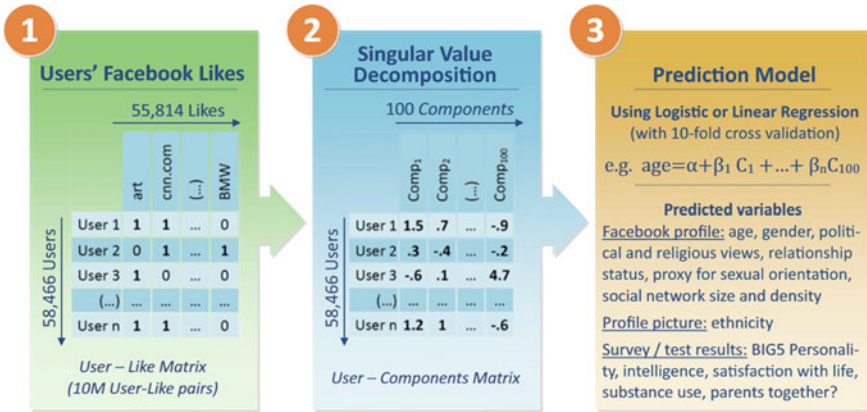 1
Users' Facebook Likes
55,814 Likes
art cnn.com (...) BMW
58,466 Users
User 1 1 1 ... 0
User 2 0 1 ... 1
User 3 1 0 ... 0
(...) ... ... ... ...
User n 1 1 ... 0
User – Like Matrix
(10M User-Like pairs)
2
Singular Value
Decomposition
100 Components
Comp1 Comp2 (...) Comp100
58,466 Users
User 1 1.5 .7 ... -.9
User 2 .3 -.4 ... -.2
User 3 -.6 .1 ... 4.7
(...) ... ... ... ...
User n 1.2 1 ... -.6
User – Components Matrix
3
Prediction Model
Using Logistic or Linear Regression
(with 10-fold cross validation)
e.g. age=α+β1 C1 +...+ βnC100
Predicted variables
Facebook profile: age, gender, politi-
cal and religious views, relationship
status, proxy for sexual orientation,
social network size and density
Profile picture: ethnicity
Survey / test results: BIG5 Personali-
ty, intelligence, satisfaction with life,
substance use, parents together?